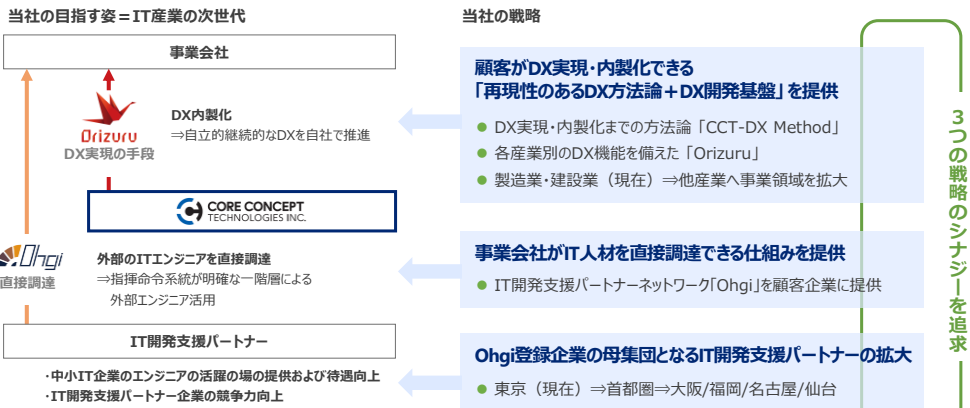 当社の目指す姿＝IT産業の次世代
事業会社
Orizuru
DX実現の手段
DX内製化
⇒自立的継続的なDXを自社で推進
CORE CONCEPT
TECHNOLOGIES INC.
Ohgi
直接調達
外部のITエンジニアを直接調達
⇒指揮命令系統が明確な一階層による
外部エンジニア活用
IT開発支援パートナー
・中小IT企業のエンジニアの活躍の場の提供および待遇向上
・IT開発支援パートナー企業の競争力向上
当社の戦略
顧客がDX実現・内製化できる
「再現性のあるDX方法論＋DX開発基盤」を提供
● DX実現・内製化までの方法論「CCT-DX Method」
● 各産業別のDX機能を備えた「Orizuru」
● 製造業・建設業（現在）⇒他産業へ事業領域を拡大
事業会社がIT人材を直接調達できる仕組みを提供
● IT開発支援パートナーネットワーク「Ohgi」を顧客企業に提供
Ohgi登録企業の母集団となるIT開発支援パートナーの拡大
● 東京（現在）⇒首都圏⇒大阪/福岡/名古屋/仙台
3つの戦略のシナジーを追求